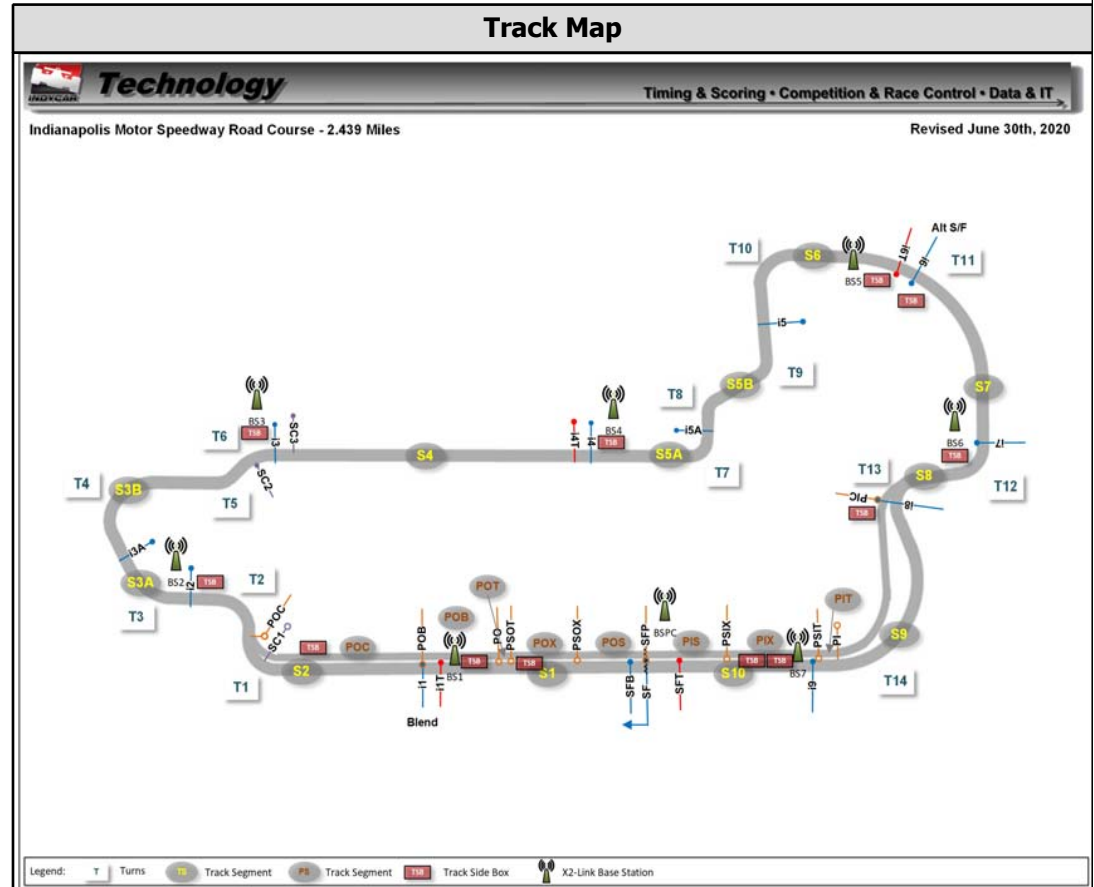 Track Map
INDYCAR Technology
Timing & Scoring • Competition & Race Control • Data & IT
Indianapolis Motor Speedway Road Course - 2.439 Miles
Revised June 30th, 2020
Alt S/F
T10
S6
BS5
TSB
i6T
i6
T11
TSB
i5
T9
S5B
T8
S7
BS3
T6
TSB
i3
SC3
S4
i4T
i4
BS4
TSB
i5A
S5A
T7
BS6
TSB
i7
T12
T4
S3B
T5
SC2
T13
S8
PIC
i8
TSB
i3A
S3A
BS2
i2
TSB
T2
T3
POC
SC1
TSB
POC
POB
POB
BS1
TSB
POT
PO
PSOT
TSB
POX
PSOX
POS
SFP
BSPC
PIS
PSIX
PIX
TSB
TSB
BS7
PSIT
PI
PIT
S9
T1
S2
i1
i1T
S1
SFB
SF
SFT
S10
i9
T14
Blend
Legend: T Turns TS Track Segment PS Track Segment TSB Track Side Box X2-Link Base Station